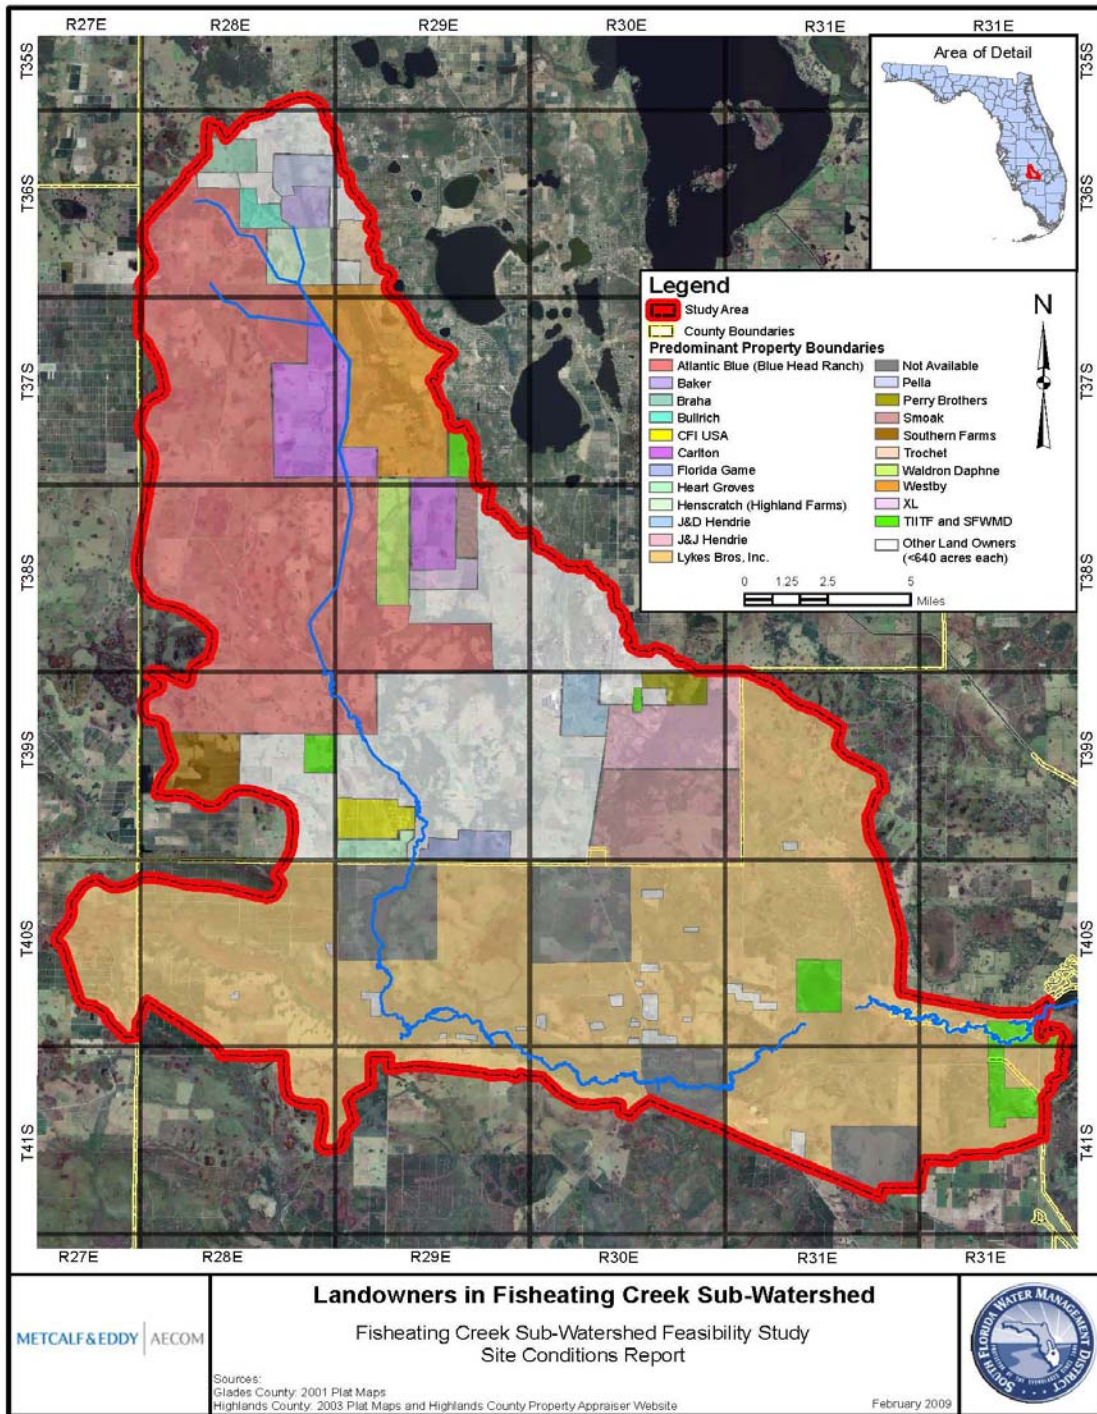 R27E R28E R29E R30E R31E R31E
T35S T35S
Area of Detail
T36S T36S
Legend
Study Area
County Boundaries
Predominant Property Boundaries
Atlantic Blue (Blue Head Ranch)
Baker
Braha
Bullrich
CFI USA
Carlton
Florida Game
Heart Groves
Henscratch (Highland Farms)
J&D Hendrie
J&J Hendrie
Lykes Bros, Inc.
Not Available
Pella
Perry Brothers
Smoak
Southern Farms
Trochet
Waldron Daphne
Westby
XL
TIITF and SFWMD
Other Land Owners
(<640 acres each)
N
0 1.25 2.5 5
Miles
T37S T37S
T38S T38S
T39S T39S
T40S T40S
T41S T41S
R27E R28E R29E R30E R31E R31E
METCALF & EDDY | AECOM
Landowners in Fisheating Creek Sub-Watershed
Fisheating Creek Sub-Watershed Feasibility Study
Site Conditions Report
Sources:
Glades County: 2001 Plat Maps
Highlands County: 2003 Plat Maps and Highlands County Property Appraiser Website
February 2009
SOUTH FLORIDA WATER MANAGEMENT DISTRICT